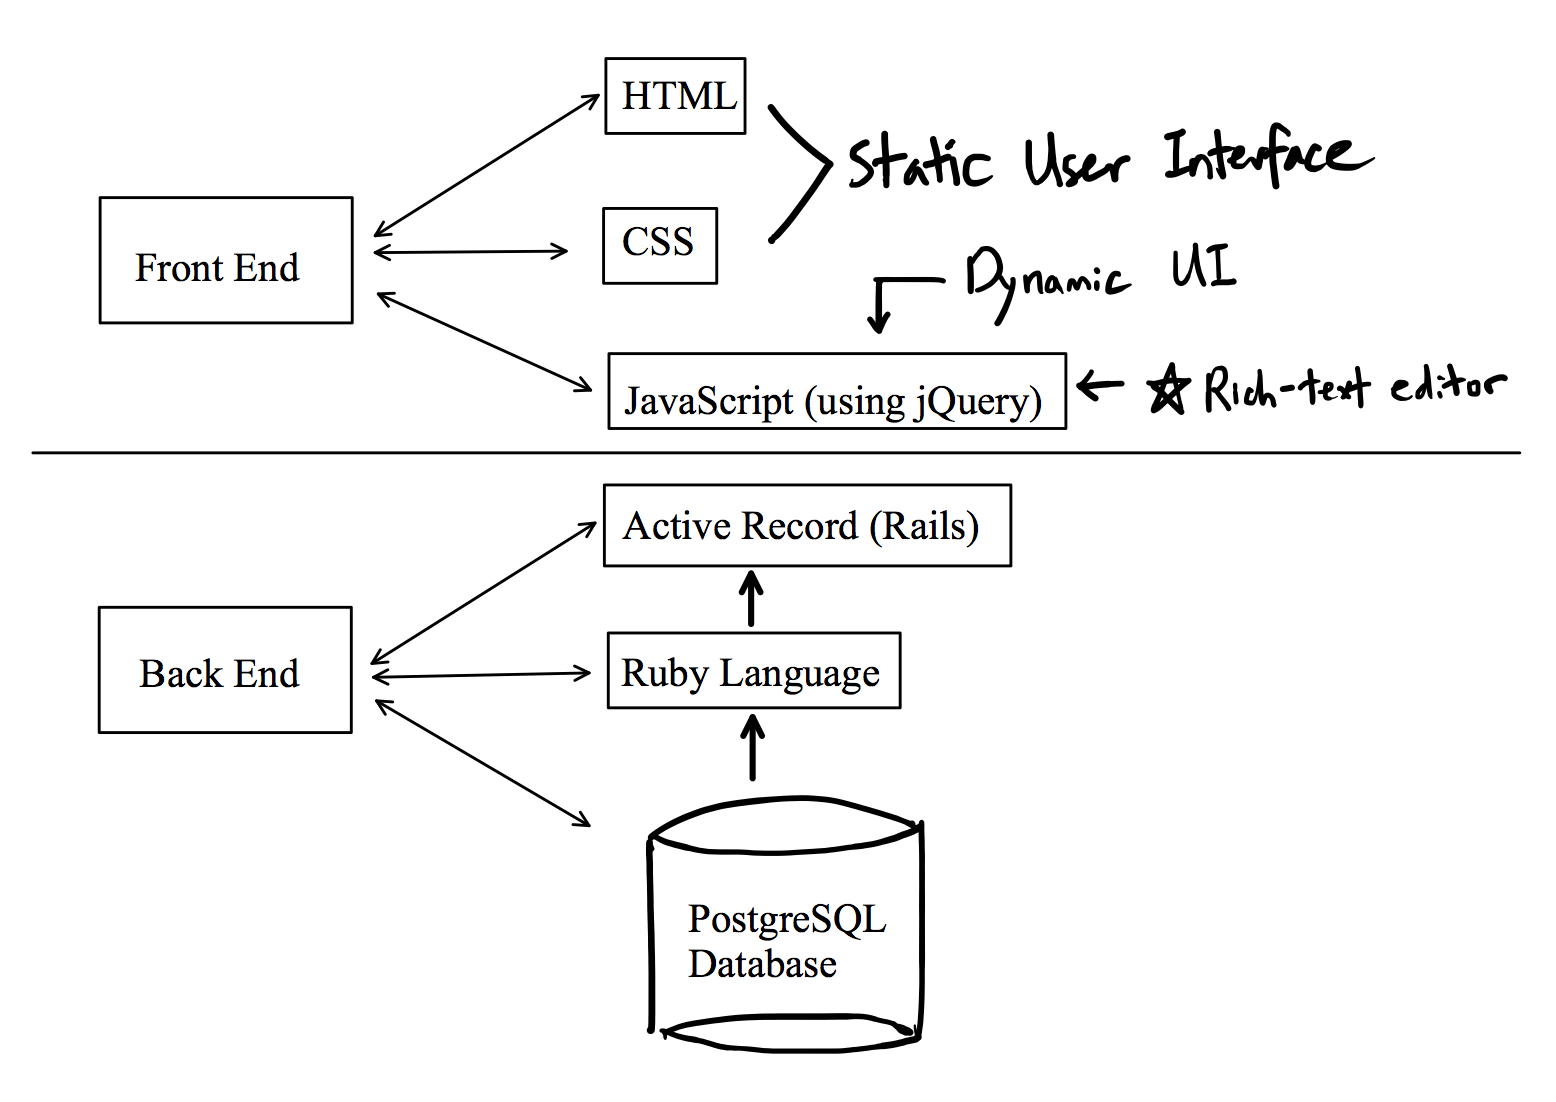 HTML
Static User Interface
CSS
Front End
Dynamic UI
JavaScript (using jQuery)
Rich-text editor
Active Record (Rails)
Back End
Ruby Language
PostgreSQL
Database